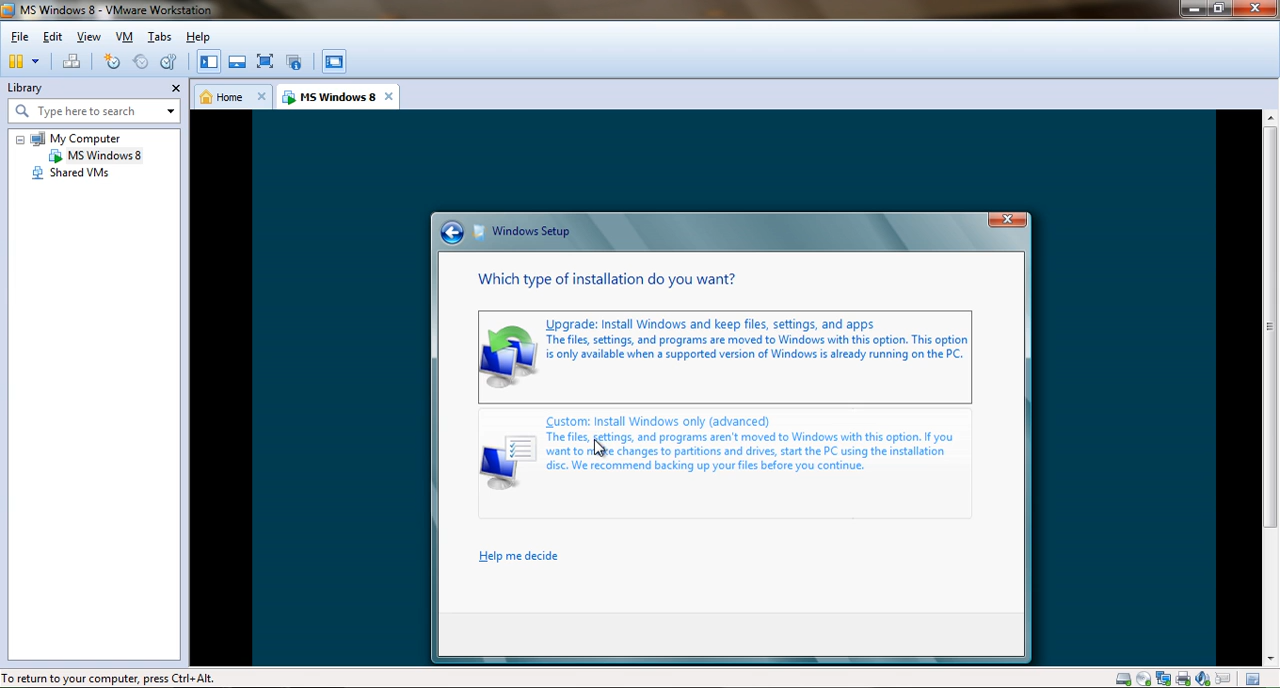 MS Windows 8 - VMware Workstation
File Edit View VM Tabs Help
Library
Home
MS Windows 8
Type here to search
My Computer
MS Windows 8
Shared VMs
Windows Setup
Which type of installation do you want?
Upgrade: Install Windows and keep files, settings, and apps
The files, settings, and programs are moved to Windows with this option. This option
is only available when a supported version of Windows is already running on the PC.
Custom: Install Windows only (advanced)
The files, settings, and programs aren't moved to Windows with this option. If you
want to make changes to partitions and drives, start the PC using the installation
disc. We recommend backing up your files before you continue.
Help me decide
To return to your computer, press Ctrl+Alt.